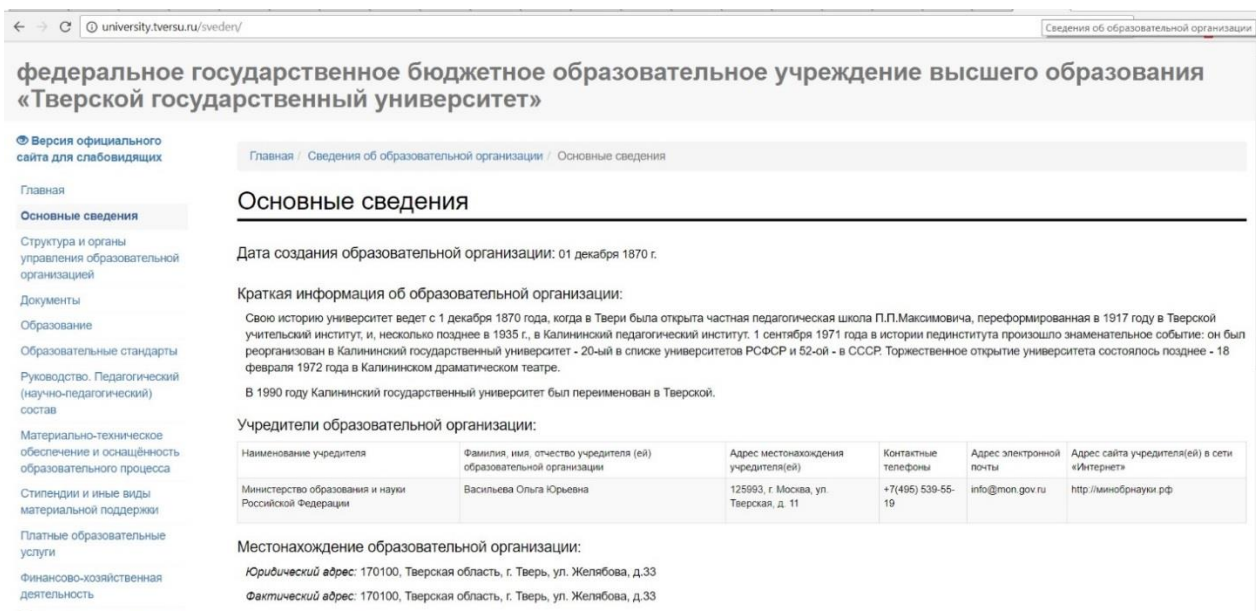 university.tversu.ru/sveden/
Сведения об образовательной организации
федеральное государственное бюджетное образовательное учреждение высшего образования
«Тверской государственный университет»
Версия официального
сайта для слабовидящих
Главная
Основные сведения
Структура и органы
управления образовательной
организацией
Документы
Образование
Образовательные стандарты
Руководство. Педагогический
(научно-педагогический)
состав
Материально-техническое
обеспечение и оснащённость
образовательного процесса
Стипендии и иные виды
материальной поддержки
Платные образовательные
услуги
Финансово-хозяйственная
деятельность
Главная / Сведения об образовательной организации / Основные сведения
Основные сведения
Дата создания образовательной организации: 01 декабря 1870 г.
Краткая информация об образовательной организации:
Свою историю университет ведет с 1 декабря 1870 года, когда в Твери была открыта частная педагогическая школа П.П.Максимовича, переформированная в 1917 году в Тверской
учительский институт, и, несколько позднее в 1935 г., в Калининский педагогический институт. 1 сентября 1971 года в истории пединститута произошло знаменательное событие: он был
реорганизован в Калининский государственный университет - 20-ый в списке университетов РСФСР и 52-ой - в СССР. Торжественное открытие университета состоялось позднее - 18
февраля 1972 года в Калининском драматическом театре.
В 1990 году Калининский государственный университет был переименован в Тверской.
Учредители образовательной организации:
Наименование учредителя
Фамилия, имя, отчество учредителя (ей)
образовательной организации
Адрес местонахождения
учредителя(ей)
Контактные
телефоны
Адрес электронной
почты
Адрес сайта учредителя(ей) в сети
«Интернет»
Министерство образования и науки
Российской Федерации
Васильева Ольга Юрьевна
125993, г. Москва, ул.
Тверская, д. 11
+7(495) 539-55-
19
info@mon.gov.ru
http://минобрнауки.рф
Местонахождение образовательной организации:
Юридический адрес: 170100, Тверская область, г. Тверь, ул. Желябова, д.33
Фактический адрес: 170100, Тверская область, г. Тверь, ул. Желябова, д.33